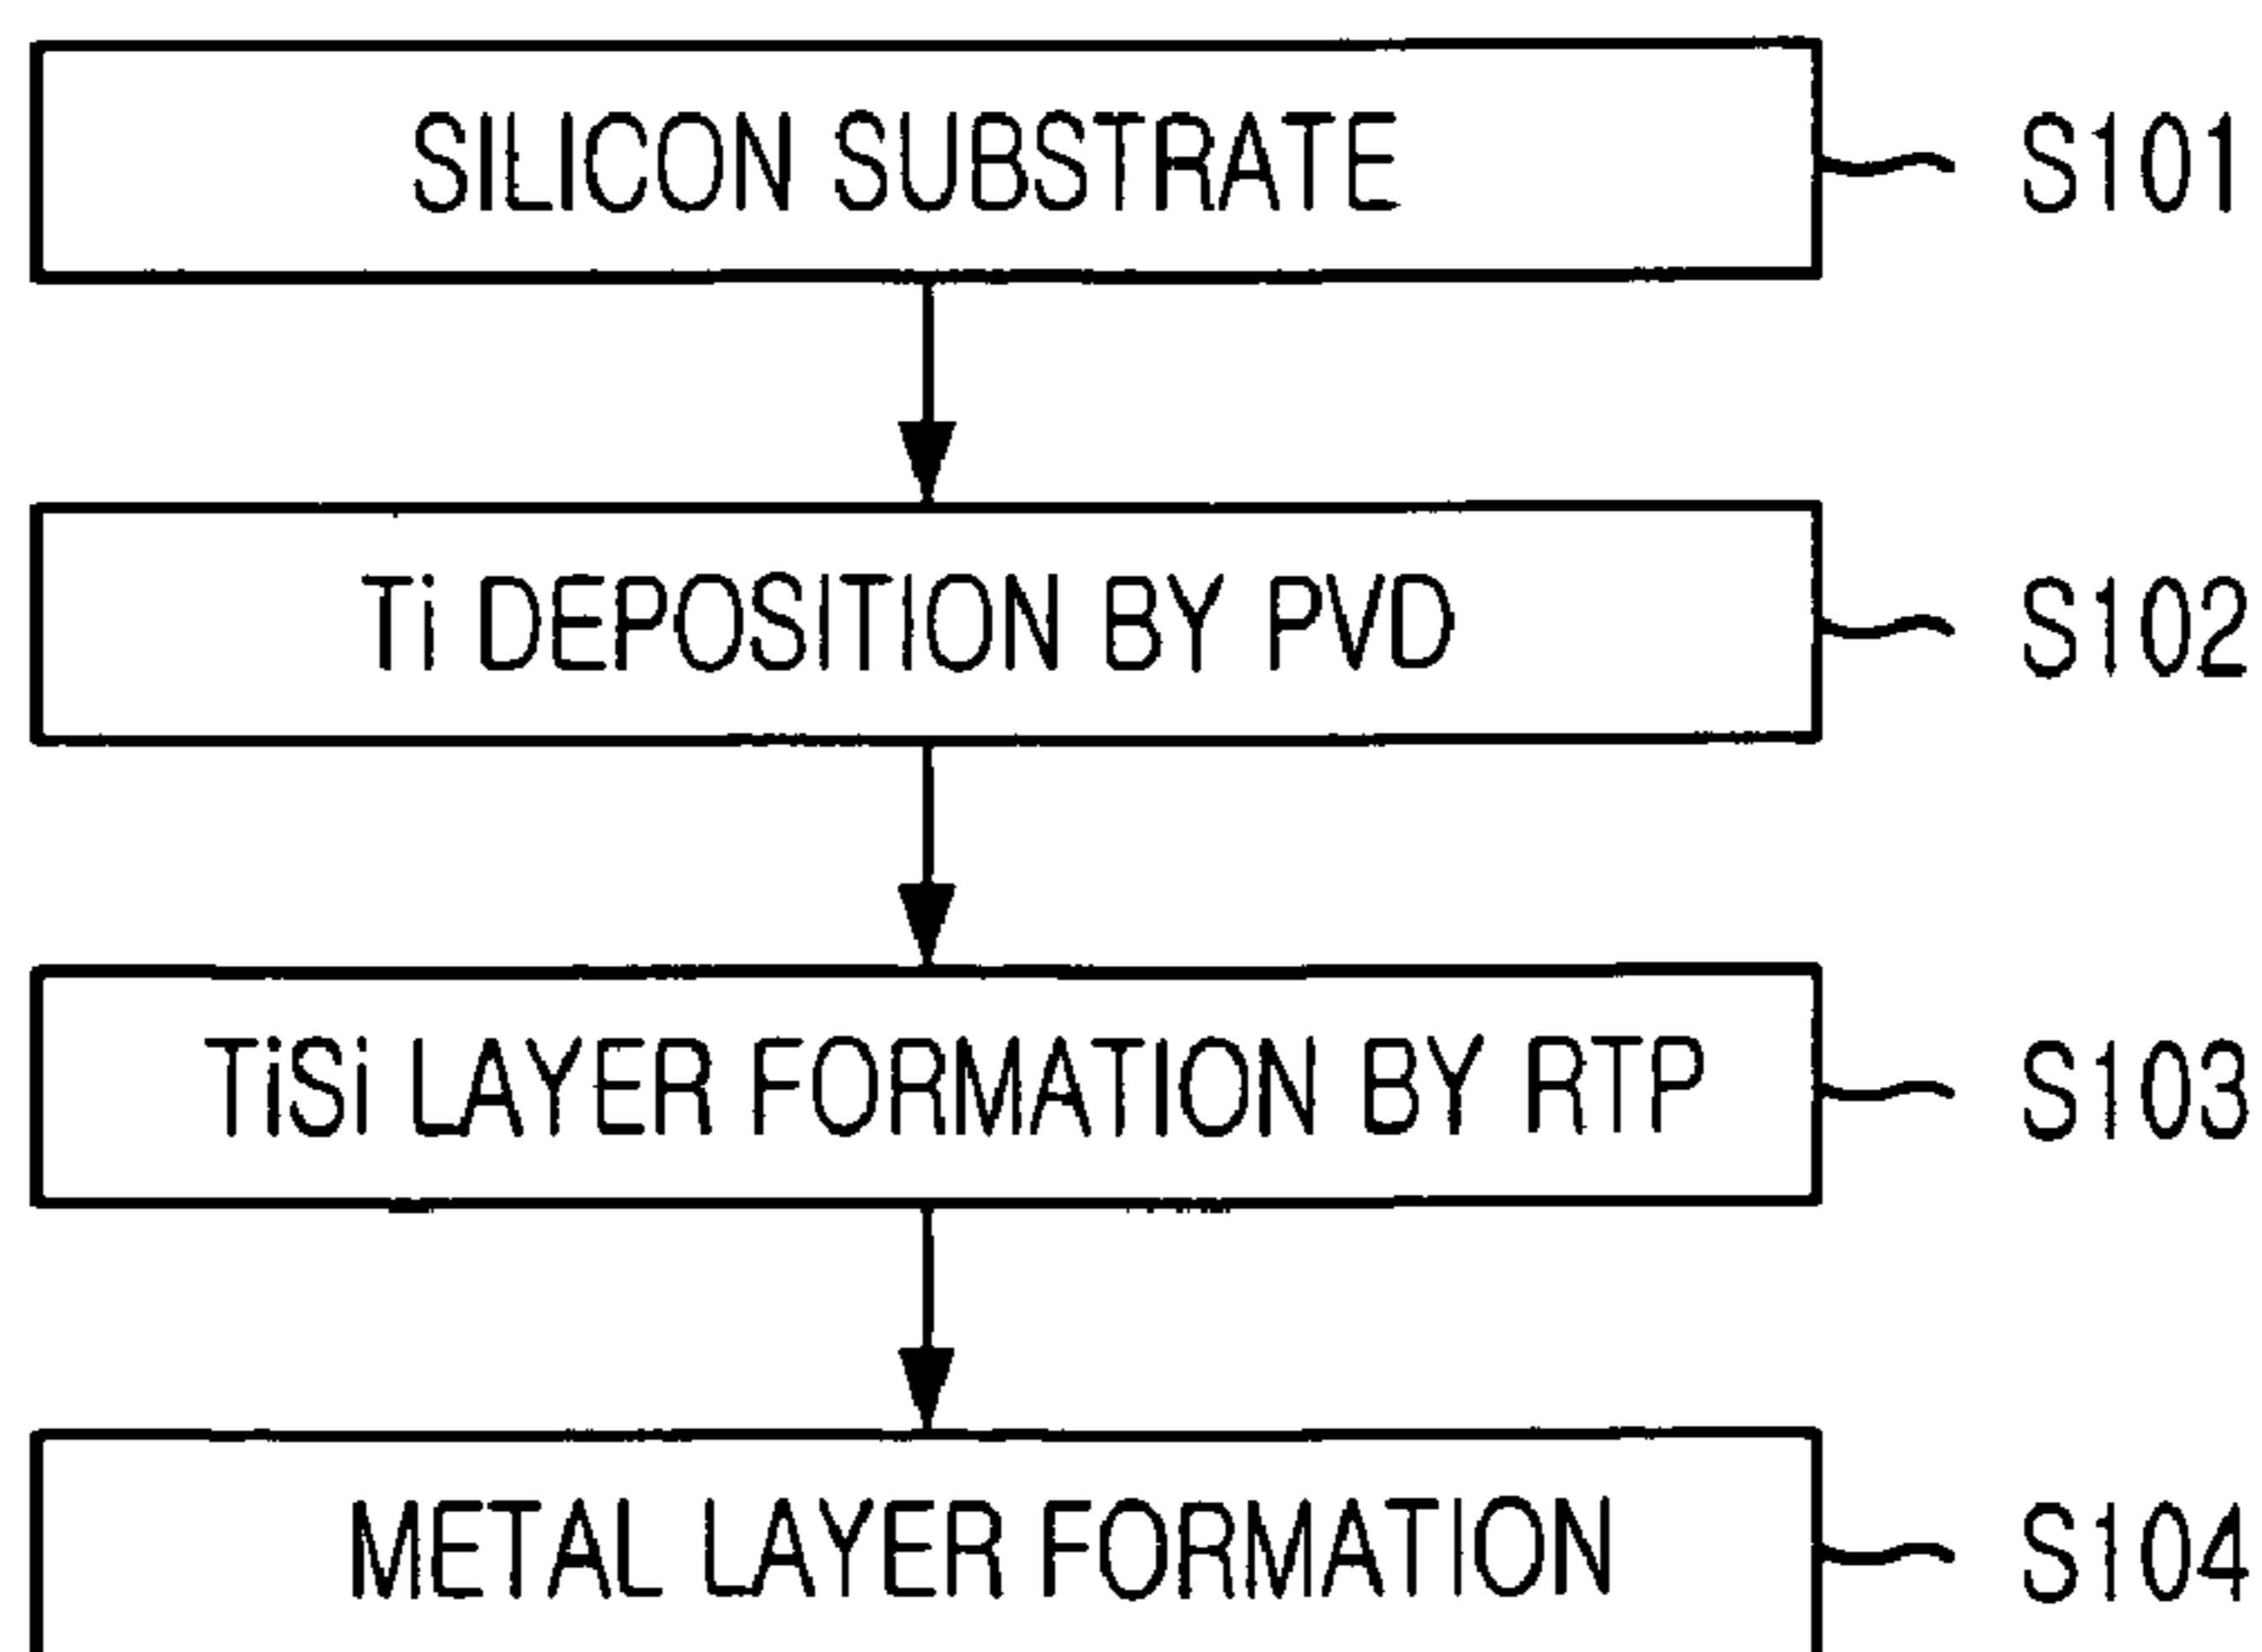 SILICON SUBSTRATE S101
Ti DEPOSITION BY PVD S102
TiSi LAYER FORMATION BY RTP S103
METAL LAYER FORMATION S104